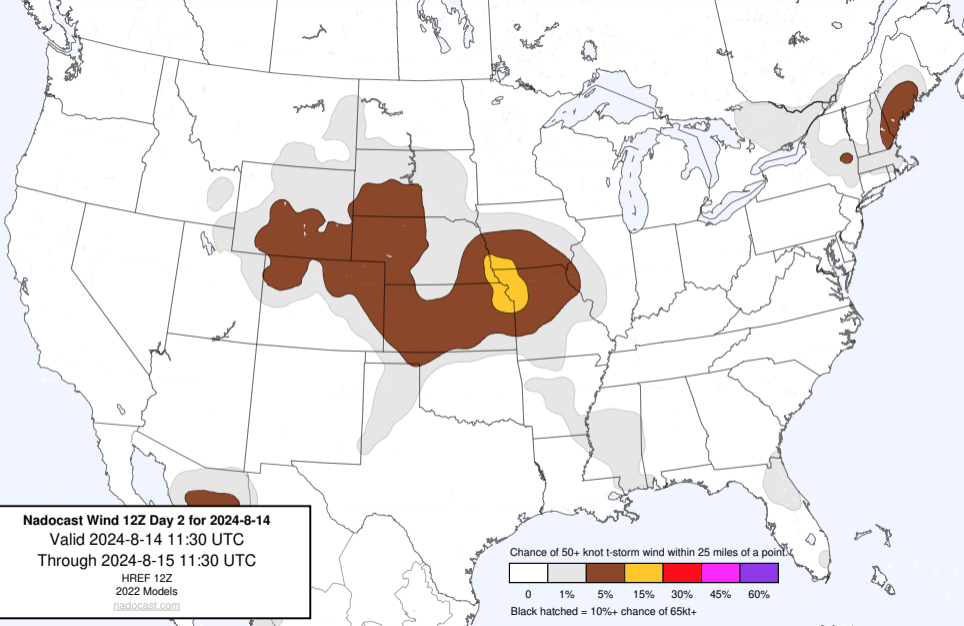 Nadocast Wind 12Z Day 2 for 2024-8-14
Valid 2024-8-14 11:30 UTC
Through 2024-8-15 11:30 UTC
HREF 12Z
2022 Models
nadocast.com
Chance of 50+ knot t-storm wind within 25 miles of a point.
0 1% 5% 15% 30% 45% 60%
Black hatched = 10%+ chance of 65kt+